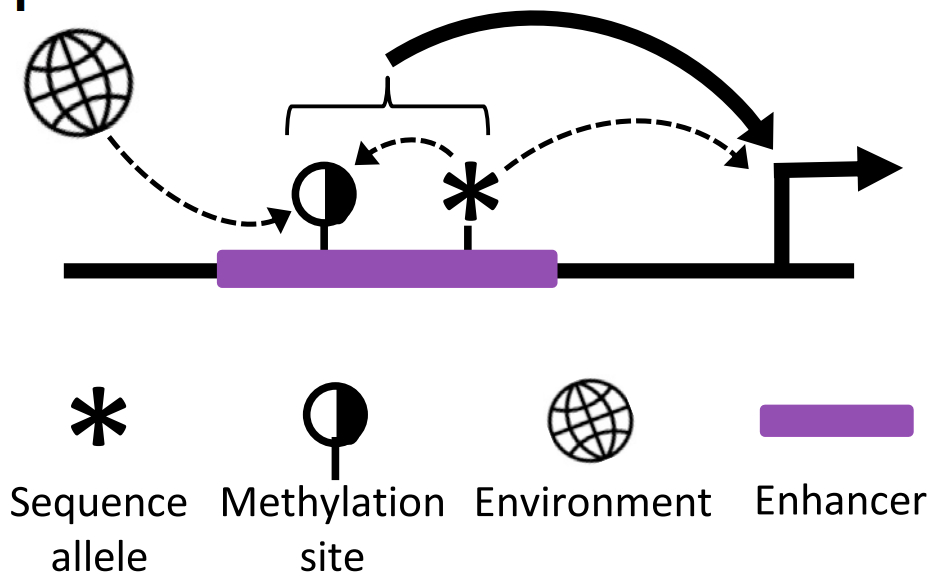 Sequence allele
Methylation site
Environment
Enhancer